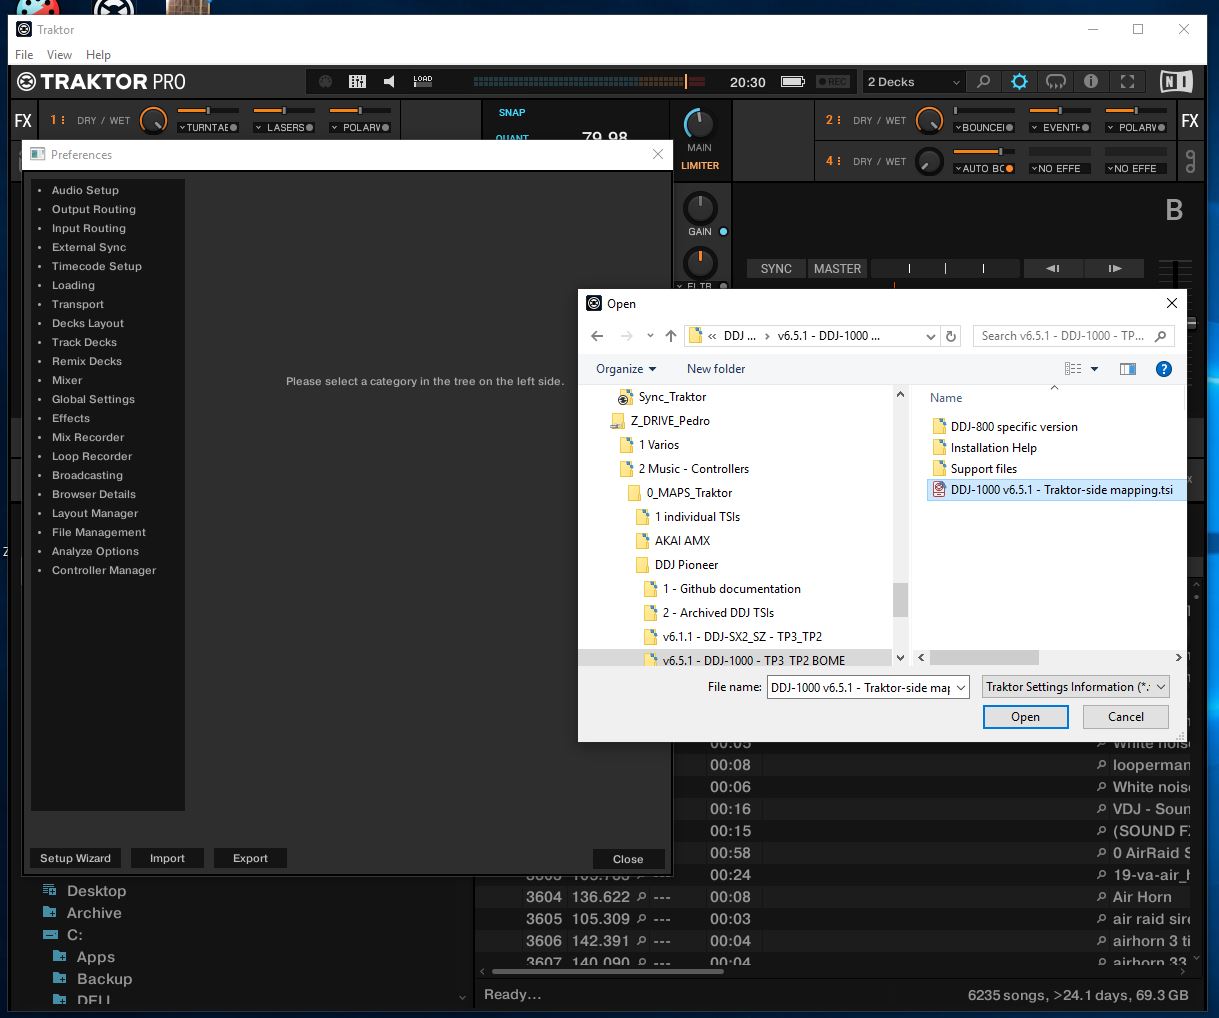 Traktor
File View Help
TRAKTOR PRO
LOAD
20:30
REC
2 Decks
NI
FX
1
DRY / WET
TURNTAB
LASERS
POLARW
SNAP
QUANT
79.98
MAIN
LIMITER
2
DRY / WET
BOUNCEI
EVENTH
POLARW
FX
4
DRY / WET
AUTO BO
NO EFFE
NO EFFE
GAIN
FLTR
B
SYNC
MASTER
Preferences
Audio Setup
Output Routing
Input Routing
External Sync
Timecode Setup
Loading
Transport
Decks Layout
Track Decks
Remix Decks
Mixer
Global Settings
Effects
Mix Recorder
Loop Recorder
Broadcasting
Browser Details
Layout Manager
File Management
Analyze Options
Controller Manager
Please select a category in the tree on the left side.
Setup Wizard
Import
Export
Close
Open
« DDJ ... › v6.5.1 - DDJ-1000 ...
Search v6.5.1 - DDJ-1000 - TP...
Organize
New folder
Sync_Traktor
Z_DRIVE_Pedro
1 Varios
2 Music - Controllers
0_MAPS_Traktor
1 individual TSIs
AKAI AMX
DDJ Pioneer
1 - Github documentation
2 - Archived DDJ TSIs
v6.1.1 - DDJ-SX2_SZ - TP3_TP2
v6.5.1 - DDJ-1000 - TP3_TP2 BOME
Name
DDJ-800 specific version
Installation Help
Support files
DDJ-1000 v6.5.1 - Traktor-side mapping.tsi
File name:
DDJ-1000 v6.5.1 - Traktor-side map
Traktor Settings Information (*.
Open
Cancel
00:05 White nois
00:08 looperman
00:06 White nois
00:16 VDJ - Soun
00:15 (SOUND F
00:58 0 AirRaid S
00:24 19-va-air_h
3604 136.622 --- 00:08 Air Horn
3605 105.309 --- 00:03 air raid sire
3606 142.391 --- 00:04 airhorn 3 ti
3607 140.090 --- 00:04 airhorn 33
Desktop
Archive
C:
Apps
Backup
DELL
Ready...
6235 songs, >24.1 days, 69.3 GB